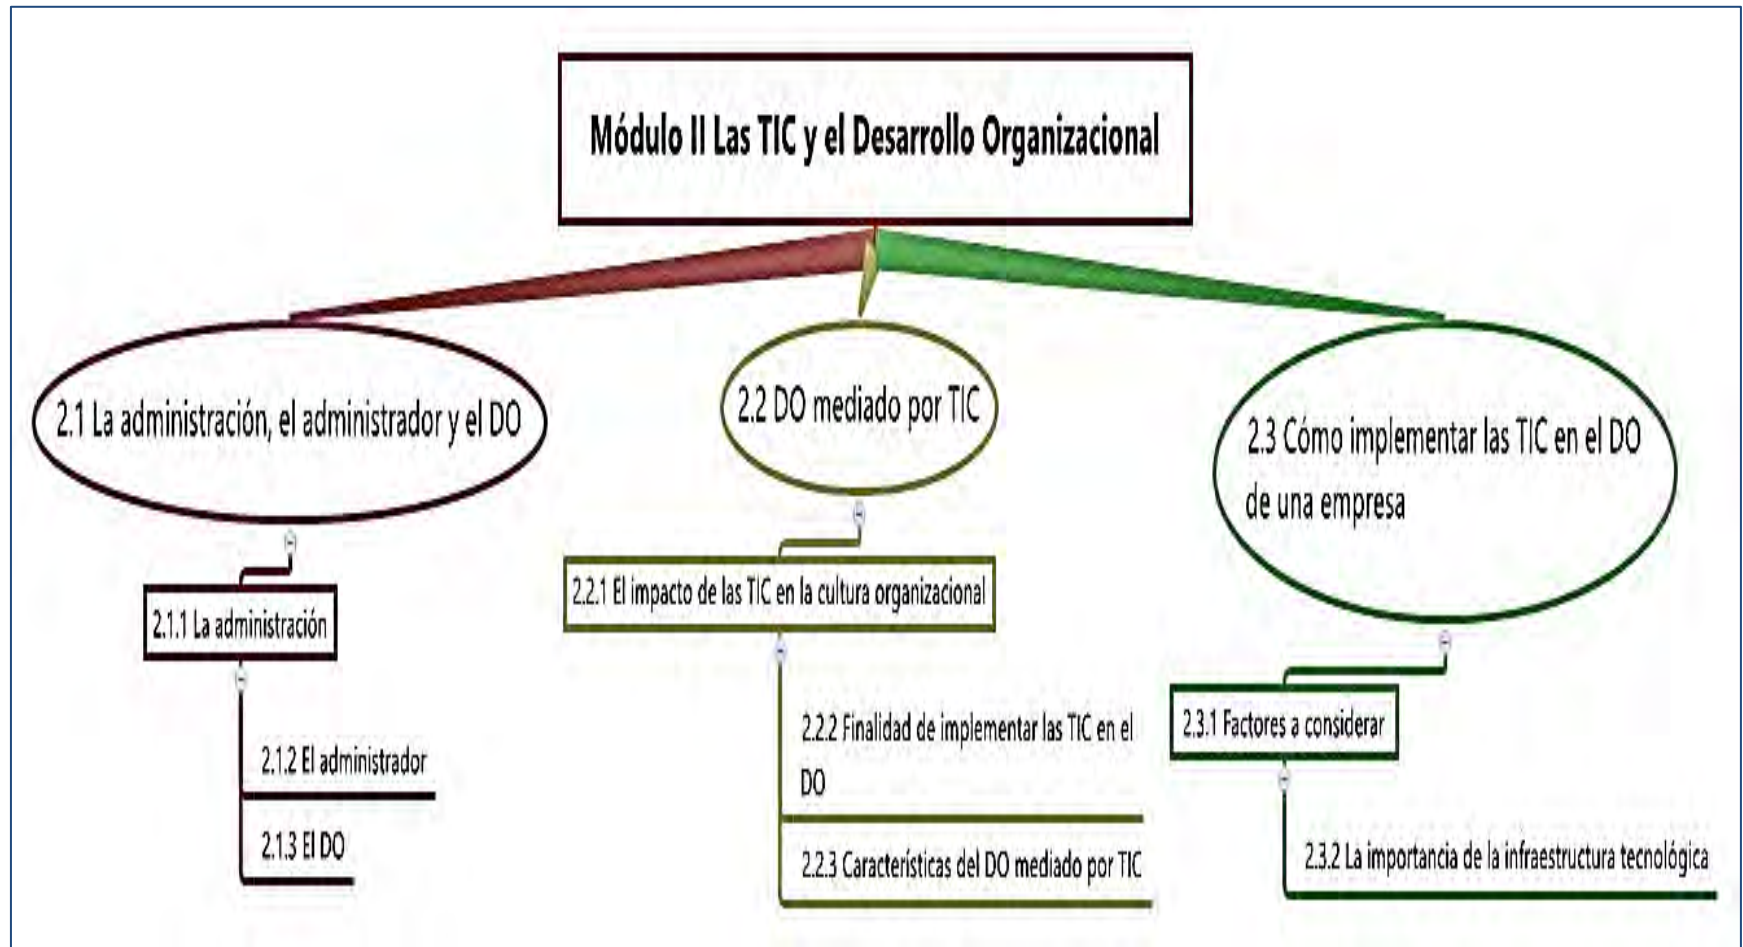 Módulo II Las TIC y el Desarrollo Organizacional
2.1 La administración, el administrador y el DO
2.1.1 La administración
2.1.2 El administrador
2.1.3 El DO
2.2 DO mediado por TIC
2.2.1 El impacto de las TIC en la cultura organizacional
2.2.2 Finalidad de implementar las TIC en el
DO
2.2.3 Características del DO mediado por TIC
2.3 Cómo implementar las TIC en el DO
de una empresa
2.3.1 Factores a considerar
2.3.2 La importancia de la infraestructura tecnológica